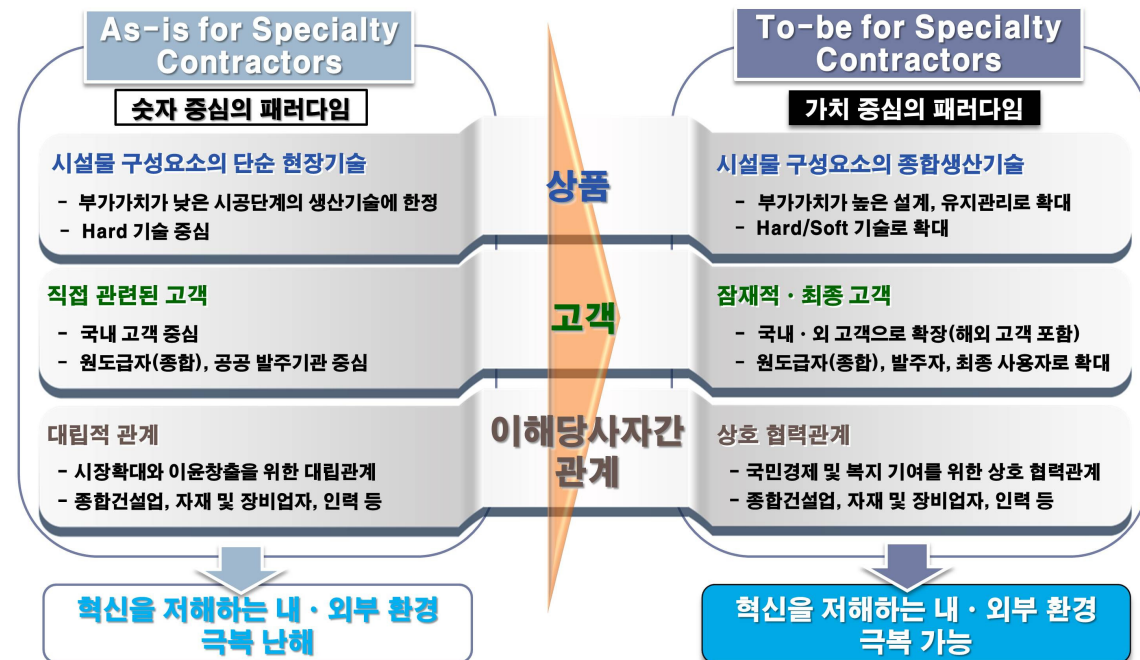 As-is for Specialty
Contractors
숫자 중심의 패러다임
시설물 구성요소의 단순 현장기술
- 부가가치가 낮은 시공단계의 생산기술에 한정
- Hard 기술 중심
직접 관련된 고객
- 국내 고객 중심
- 원도급자(종합), 공공 발주기관 중심
대립적 관계
- 시장확대와 이윤창출을 위한 대립관계
- 종합건설업, 자재 및 장비업자, 인력 등
혁신을 저해하는 내 · 외부 환경
극복 난해
상품
고객
이해당사자간
관계
To-be for Specialty
Contractors
가치 중심의 패러다임
시설물 구성요소의 종합생산기술
- 부가가치가 높은 설계, 유지관리로 확대
- Hard/Soft 기술로 확대
잠재적 · 최종 고객
- 국내 · 외 고객으로 확장(해외 고객 포함)
- 원도급자(종합), 발주자, 최종 사용자로 확대
상호 협력관계
- 국민경제 및 복지 기여를 위한 상호 협력관계
- 종합건설업, 자재 및 장비업자, 인력 등
혁신을 저해하는 내 · 외부 환경
극복 가능